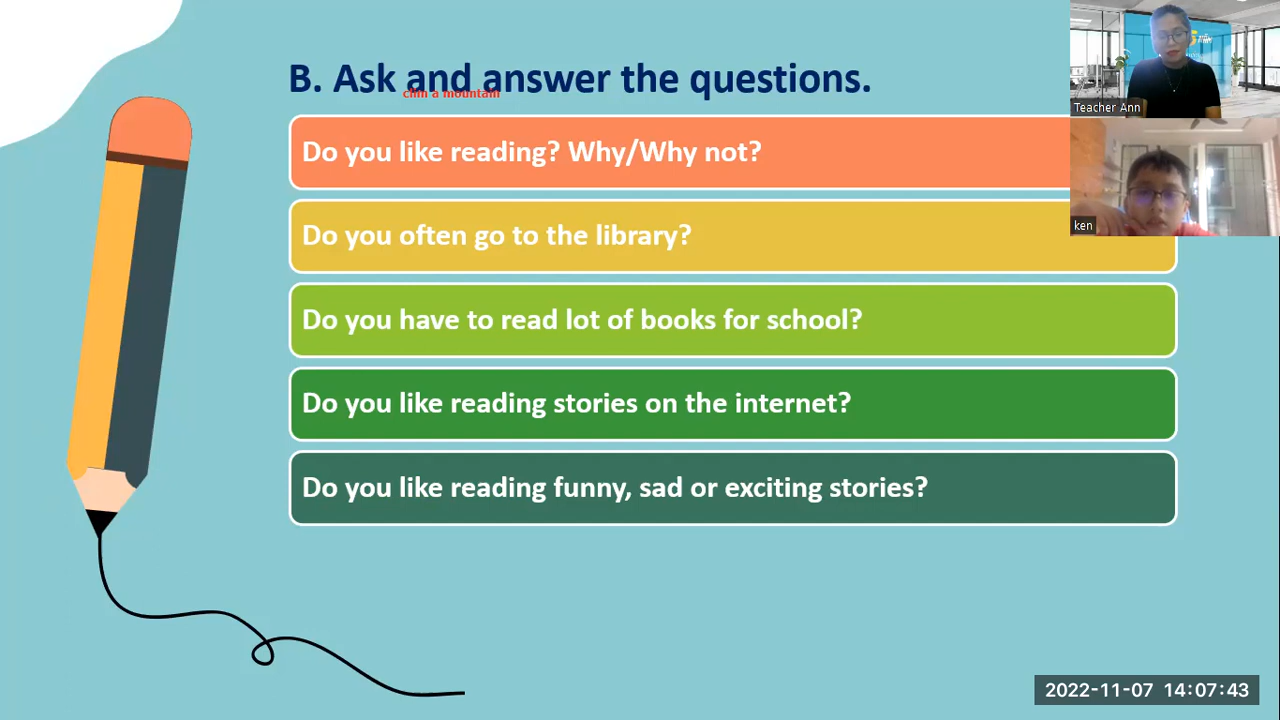 B. Ask and answer the questions.
clim a mountain
Do you like reading? Why/Why not?
Do you often go to the library?
Do you have to read lot of books for school?
Do you like reading stories on the internet?
Do you like reading funny, sad or exciting stories?
Teacher Ann
ken
2022-11-07 14:07:43